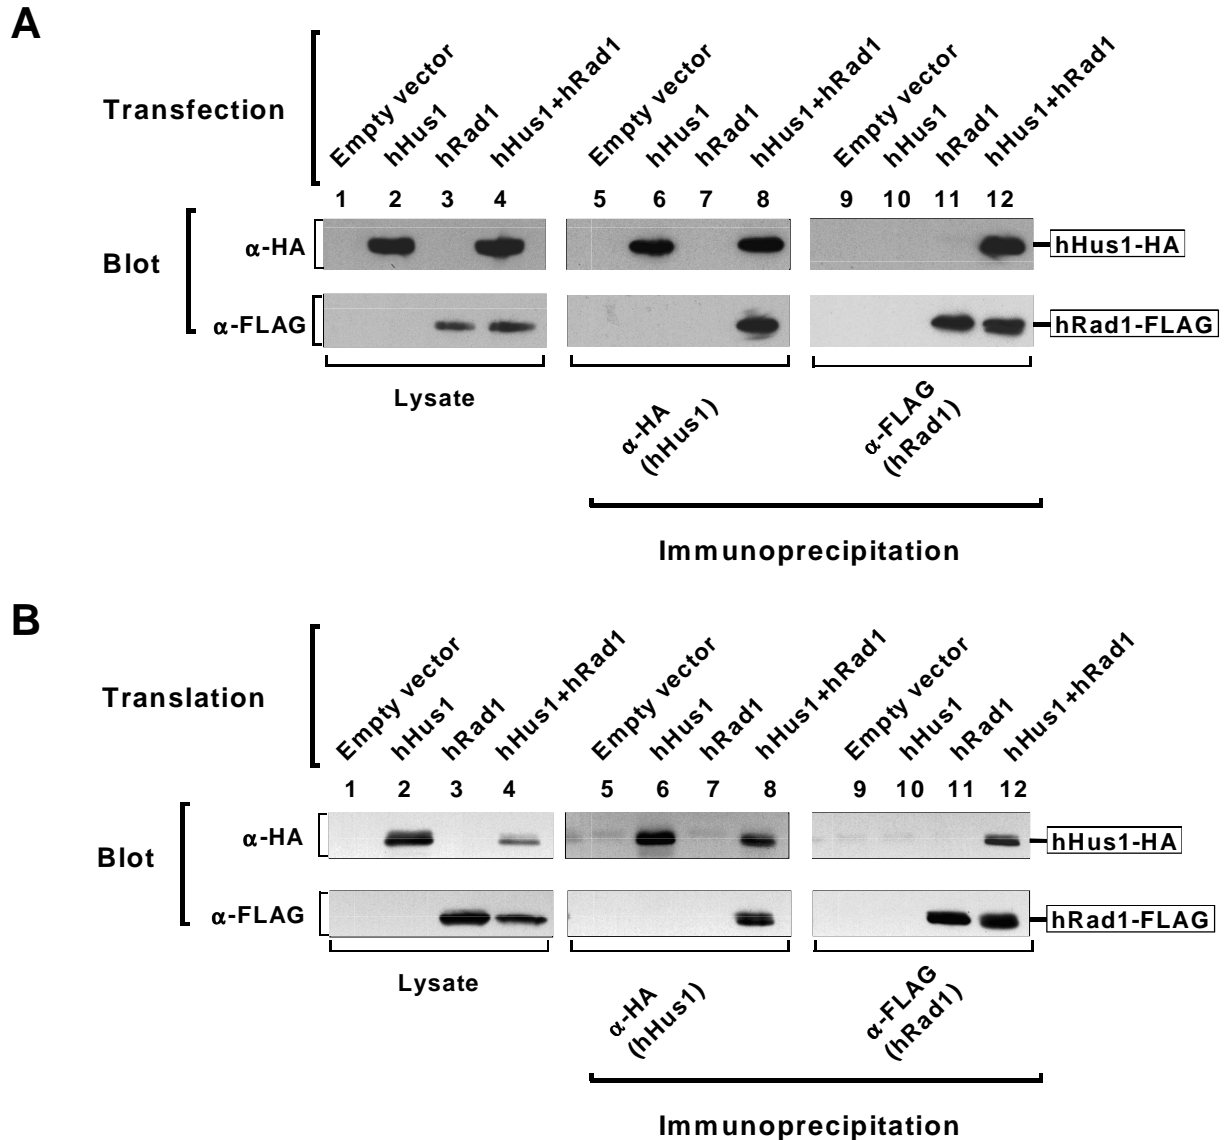 A
Transfection
Empty vector
hHus1
hRad1
hHus1+hRad1
Empty vector
hHus1
hRad1
hHus1+hRad1
Empty vector
hHus1
hRad1
hHus1+hRad1
1 2 3 4 5 6 7 8 9 10 11 12
Blot
α-HA
hHus1-HA
α-FLAG
hRad1-FLAG
Lysate
α-HA
(hHus1)
α-FLAG
(hRad1)
Immunoprecipitation
B
Translation
Empty vector
hHus1
hRad1
hHus1+hRad1
Empty vector
hHus1
hRad1
hHus1+hRad1
Empty vector
hHus1
hRad1
hHus1+hRad1
1 2 3 4 5 6 7 8 9 10 11 12
Blot
α-HA
hHus1-HA
α-FLAG
hRad1-FLAG
Lysate
α-HA
(hHus1)
α-FLAG
(hRad1)
Immunoprecipitation